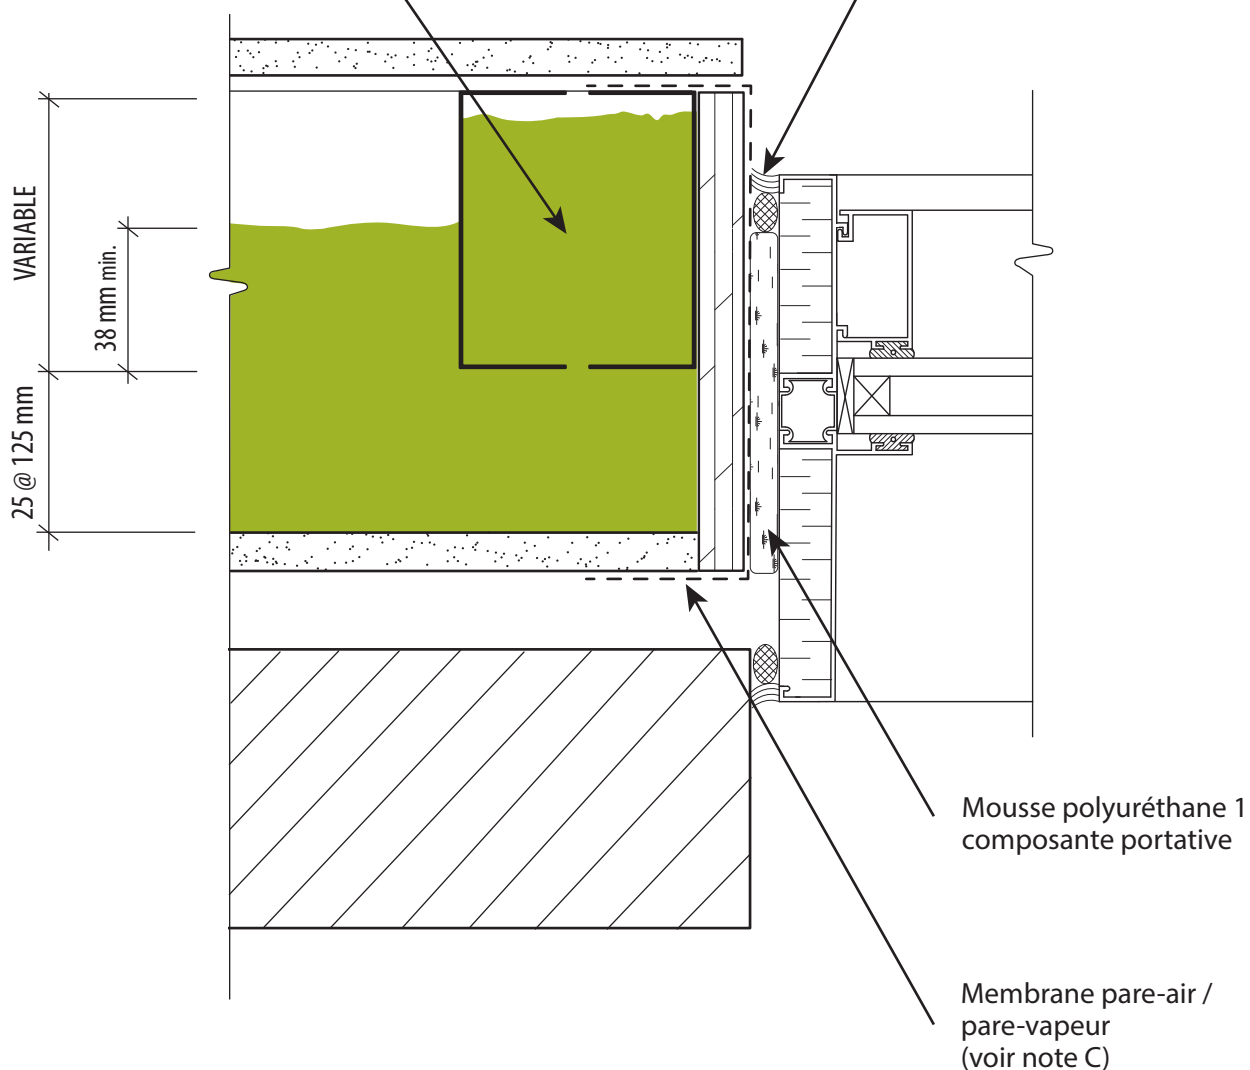 VARIABLE
38 mm min.
25 @ 125 mm
Mousse polyuréthane 1
composante portative
Membrane pare-air /
pare-vapeur
(voir note C)